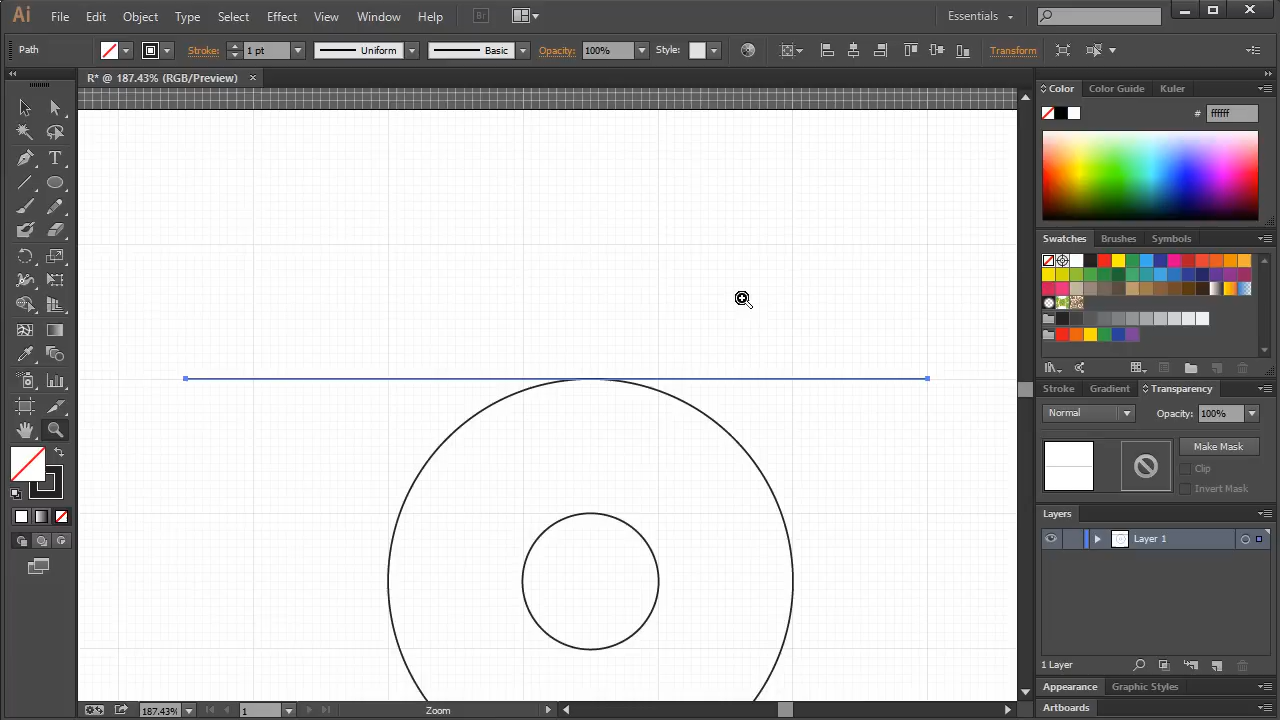 Ai File Edit Object Type Select Effect View Window Help Br Essentials
Path Stroke: 1 pt Uniform Basic Opacity: 100% Style: Transform
R* @ 187.43% (RGB/Preview)
Color Color Guide Kuler
# ffffff
Swatches Brushes Symbols
Stroke Gradient Transparency
Normal Opacity: 100%
Make Mask
Clip
Invert Mask
Layers
Layer 1
1 Layer
Appearance Graphic Styles
Artboards
187.43% 1 Zoom